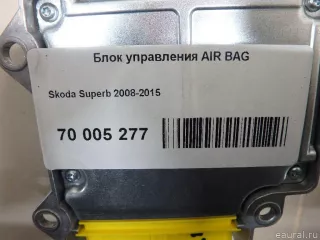 Блок управления AIR BAG
Skoda Superb 2008-2015
70 005 277
© eaural.ru